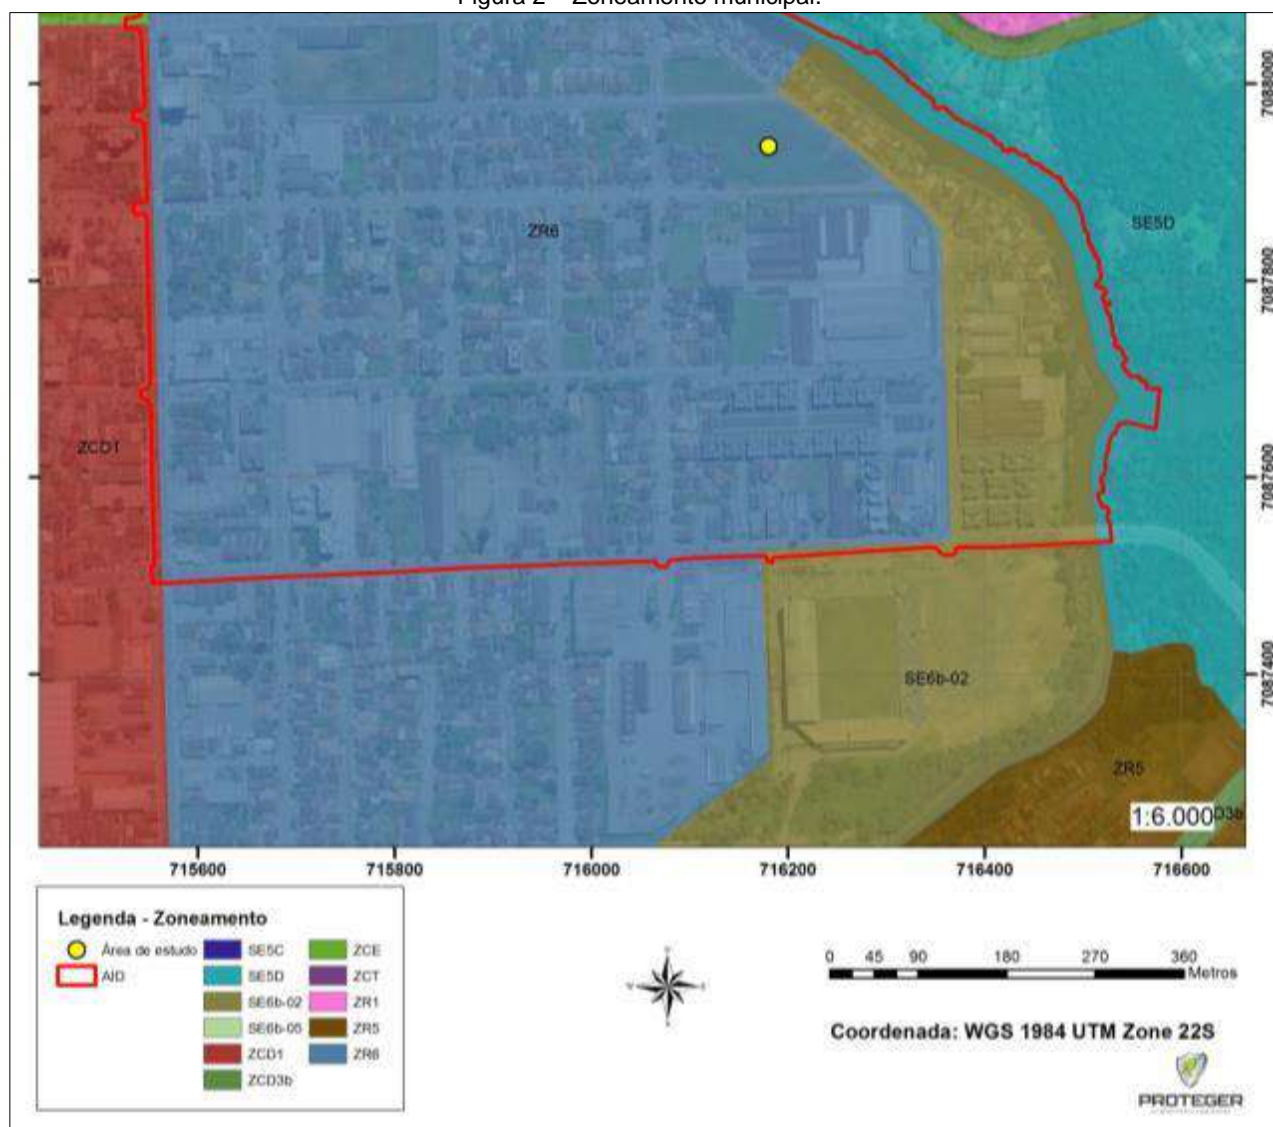 Figura 2 – Zoneamento municipal.
7088000
ZR6
SE5D
7087800
ZCD1
7087600
7087400
SE6b-02
ZR5
1:6.000
D3b
715600 715800 716000 716200 716400 716600
Legenda - Zoneamento
Área de estudo
AID
SE5C
SE5D
SE6b-02
SE6b-05
ZCD1
ZCD3b
ZCE
ZCT
ZR1
ZR5
ZR6
0 45 90 180 270 360
Metros
Coordenada: WGS 1984 UTM Zone 22S
PROTEGER